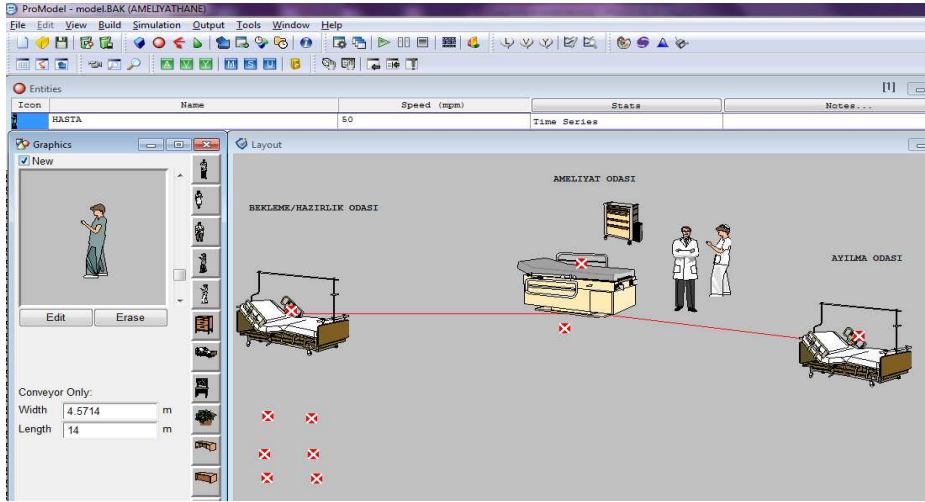 ProModel - model.BAK (AMELIYATHANE)
File Edit View Build Simulation Output Tools Window Help
Entities [1]
Icon Name Speed (mpm) Stats Notes...
HASTA 50 Time Series
Graphics
New
Edit Erase
Conveyor Only:
Width 4.5714 m
Length 14 m
Layout
AMELIYAT ODASI
BEKLEME/HAZIRLIK ODASI
AYILMA ODASI